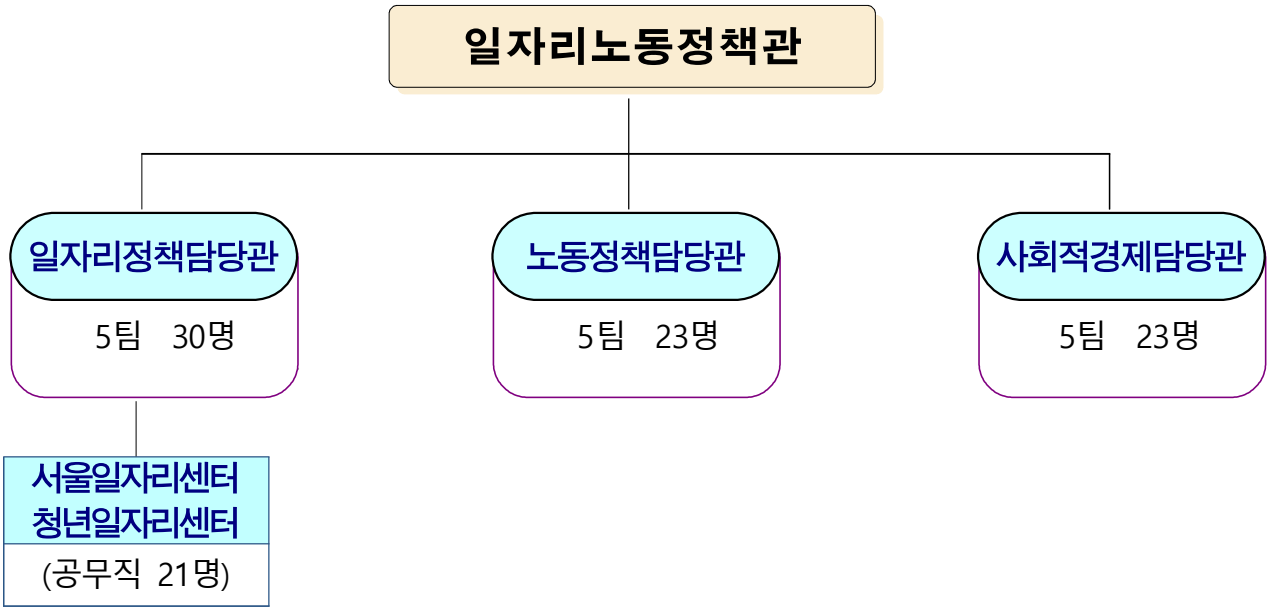 일자리노동정책관
일자리정책담당관
5팀 30명
노동정책담당관
5팀 23명
사회적경제담당관
5팀 23명
서울일자리센터
청년일자리센터
(공무직 21명)